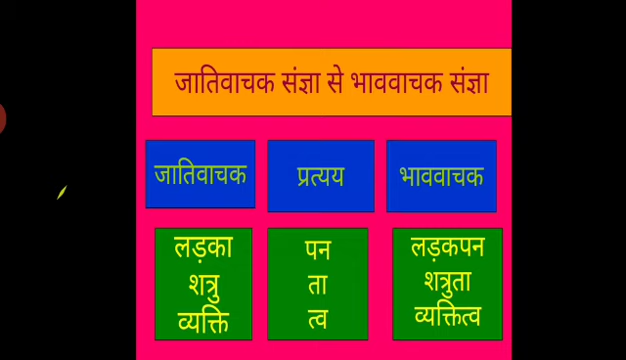 जातिवाचक संज्ञा से भाववाचक संज्ञा
जातिवाचक प्रत्यय भाववाचक
लड़का पन लड़कपन
शत्रु ता शत्रुता
व्यक्ति त्व व्यक्तित्व